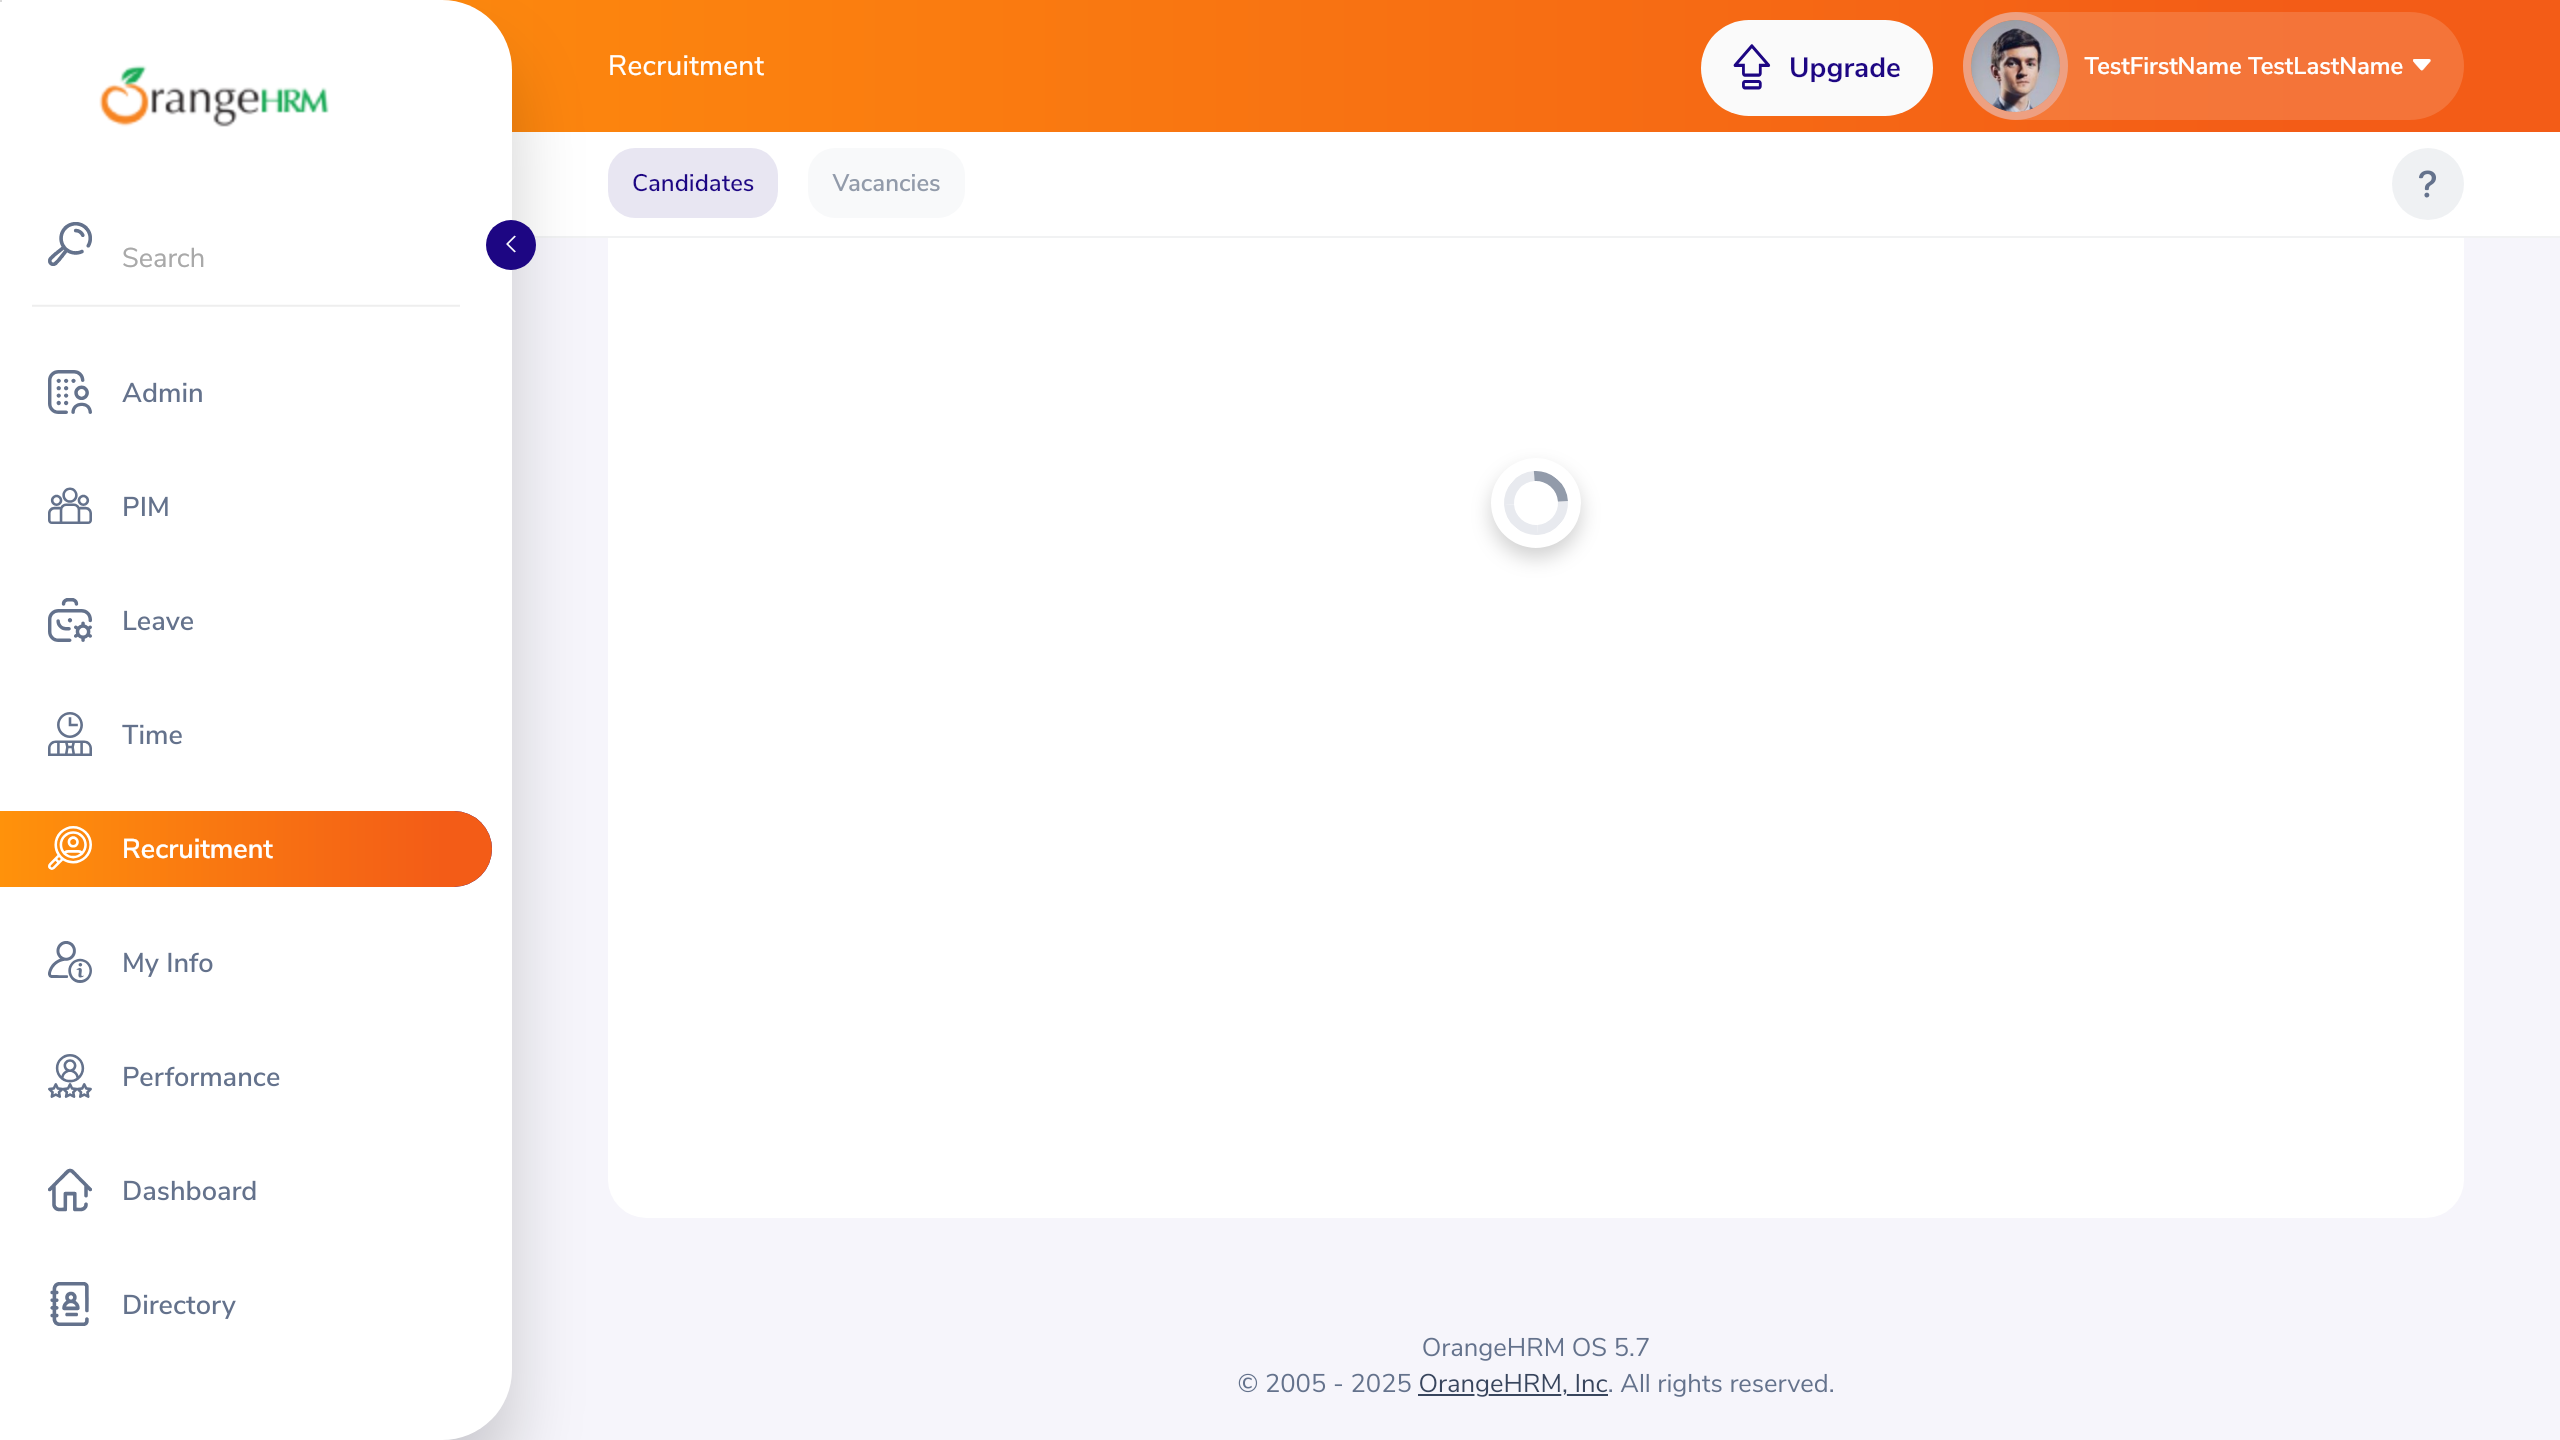 OrangeHRM
Search
Admin
PIM
Leave
Time
Recruitment
My Info
Performance
Dashboard
Directory
Recruitment
Upgrade
TestFirstName TestLastName
Candidates
Vacancies
?
OrangeHRM OS 5.7
© 2005 - 2025 OrangeHRM, Inc. All rights reserved.